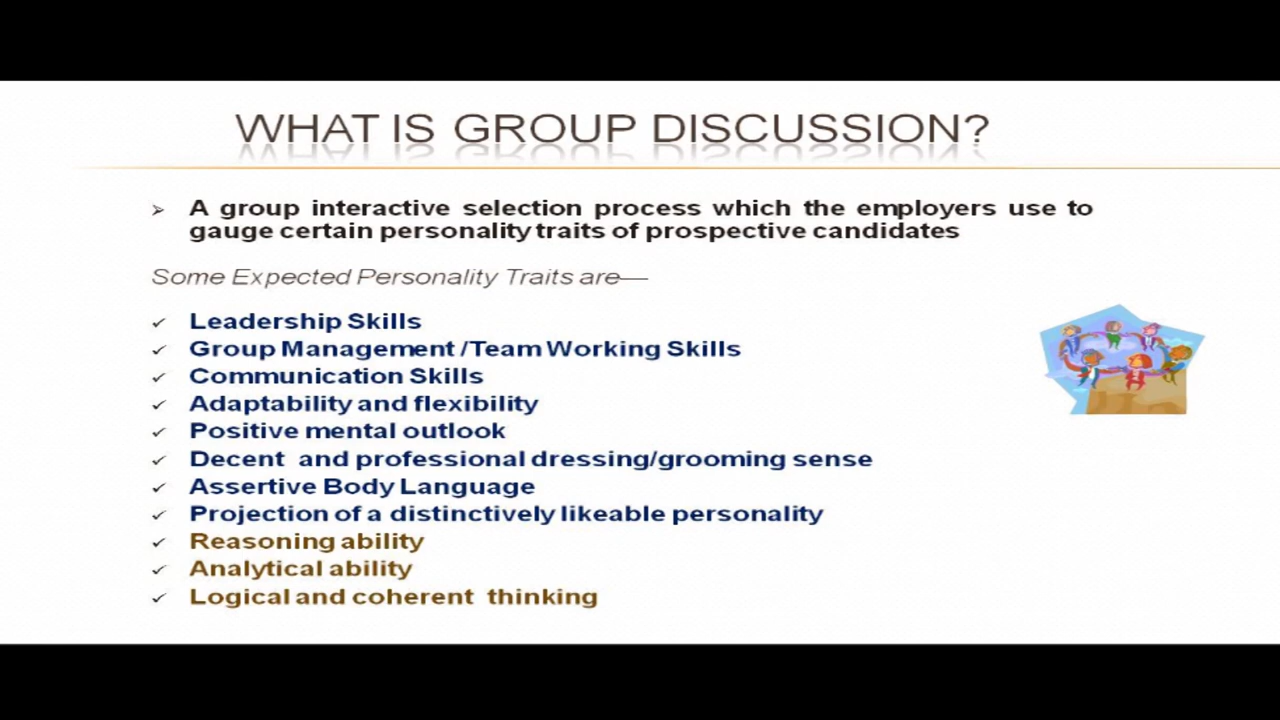 WHAT IS GROUP DISCUSSION?
A group interactive selection process which the employers use to
gauge certain personality traits of prospective candidates
Some Expected Personality Traits are—
Leadership Skills
Group Management /Team Working Skills
Communication Skills
Adaptability and flexibility
Positive mental outlook
Decent and professional dressing/grooming sense
Assertive Body Language
Projection of a distinctively likeable personality
Reasoning ability
Analytical ability
Logical and coherent thinking